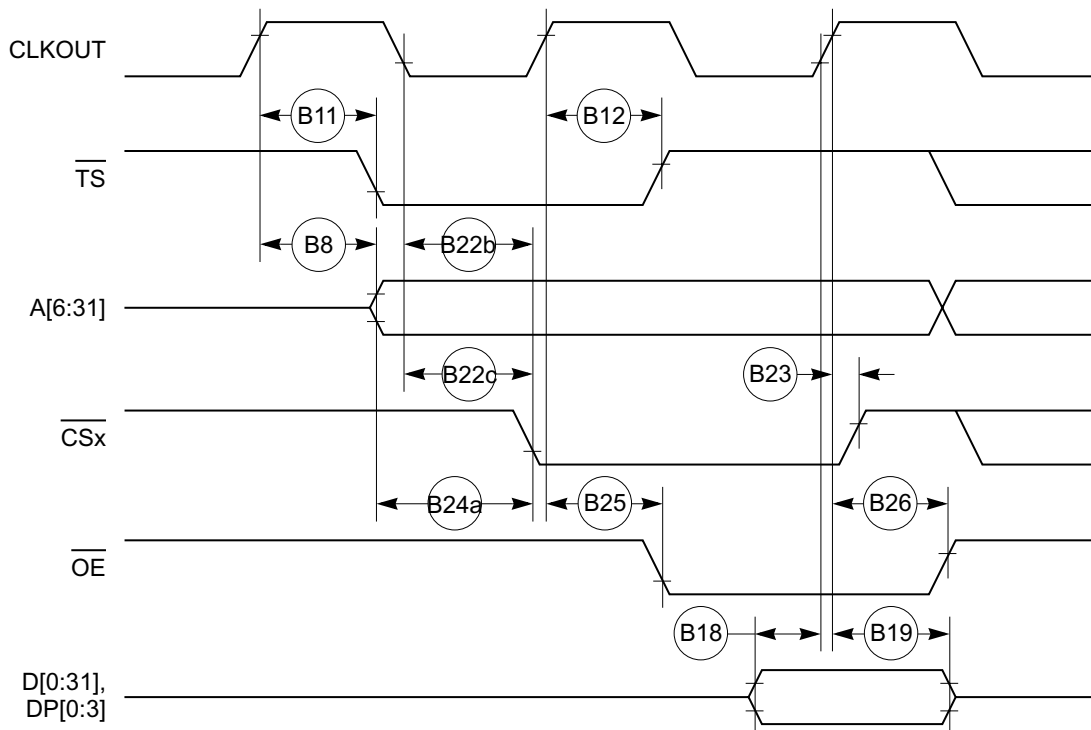 CLKOUT
B11
B12
TS
B8
B22b
A[6:31]
B22c
B23
CSx
B24a
B25
B26
OE
B18
B19
D[0:31],
DP[0:3]